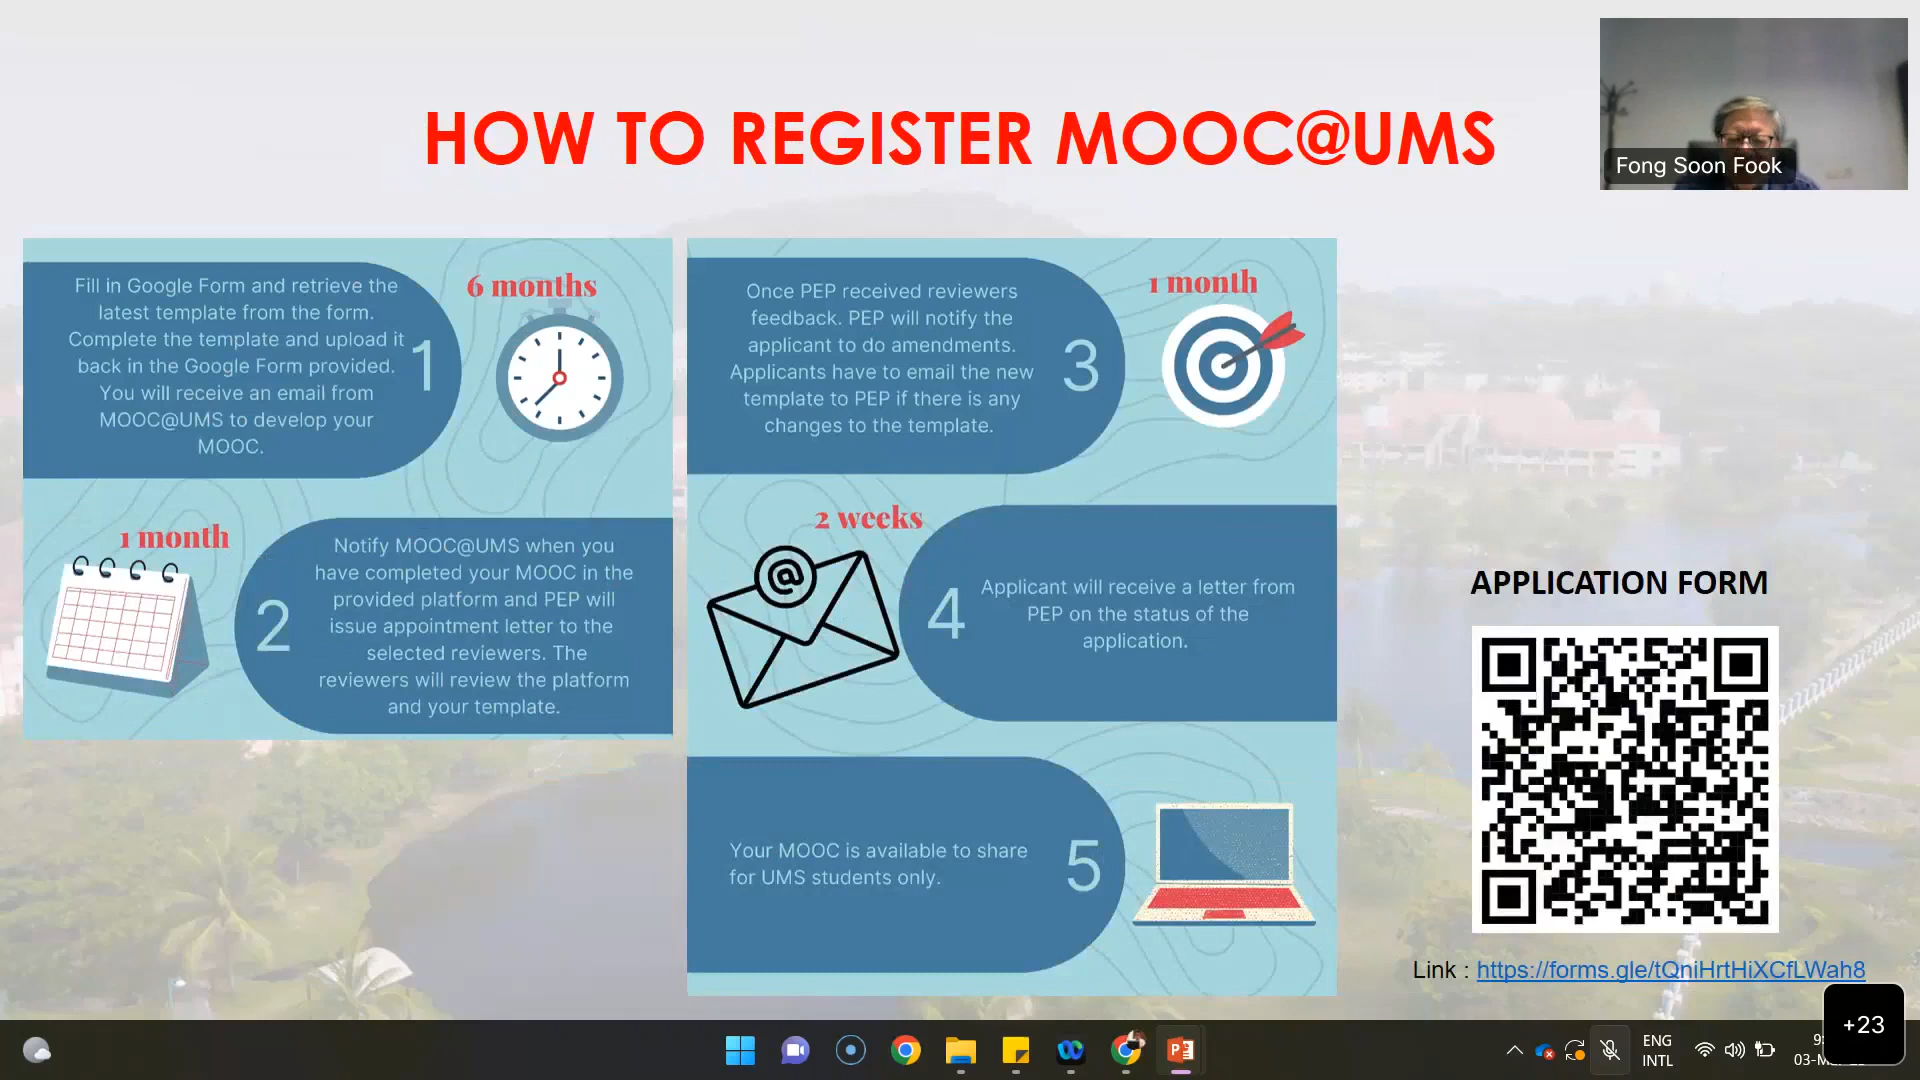 HOW TO REGISTER MOOC@UMS
Fong Soon Fook
Fill in Google Form and retrieve the
latest template from the form.
Complete the template and upload it
back in the Google Form provided.
You will receive an email from
MOOC@UMS to develop your
MOOC.
1
6 months
1 month
2
Notify MOOC@UMS when you
have completed your MOOC in the
provided platform and PEP will
issue appointment letter to the
selected reviewers. The
reviewers will review the platform
and your template.
Once PEP received reviewers
feedback. PEP will notify the
applicant to do amendments.
Applicants have to email the new
template to PEP if there is any
changes to the template.
3
1 month
2 weeks
@
4
Applicant will receive a letter from
PEP on the status of the
application.
Your MOOC is available to share
for UMS students only.
5
APPLICATION FORM
Link : https://forms.gle/tQniHrtHiXCfLWah8
+23
ENG
INTL